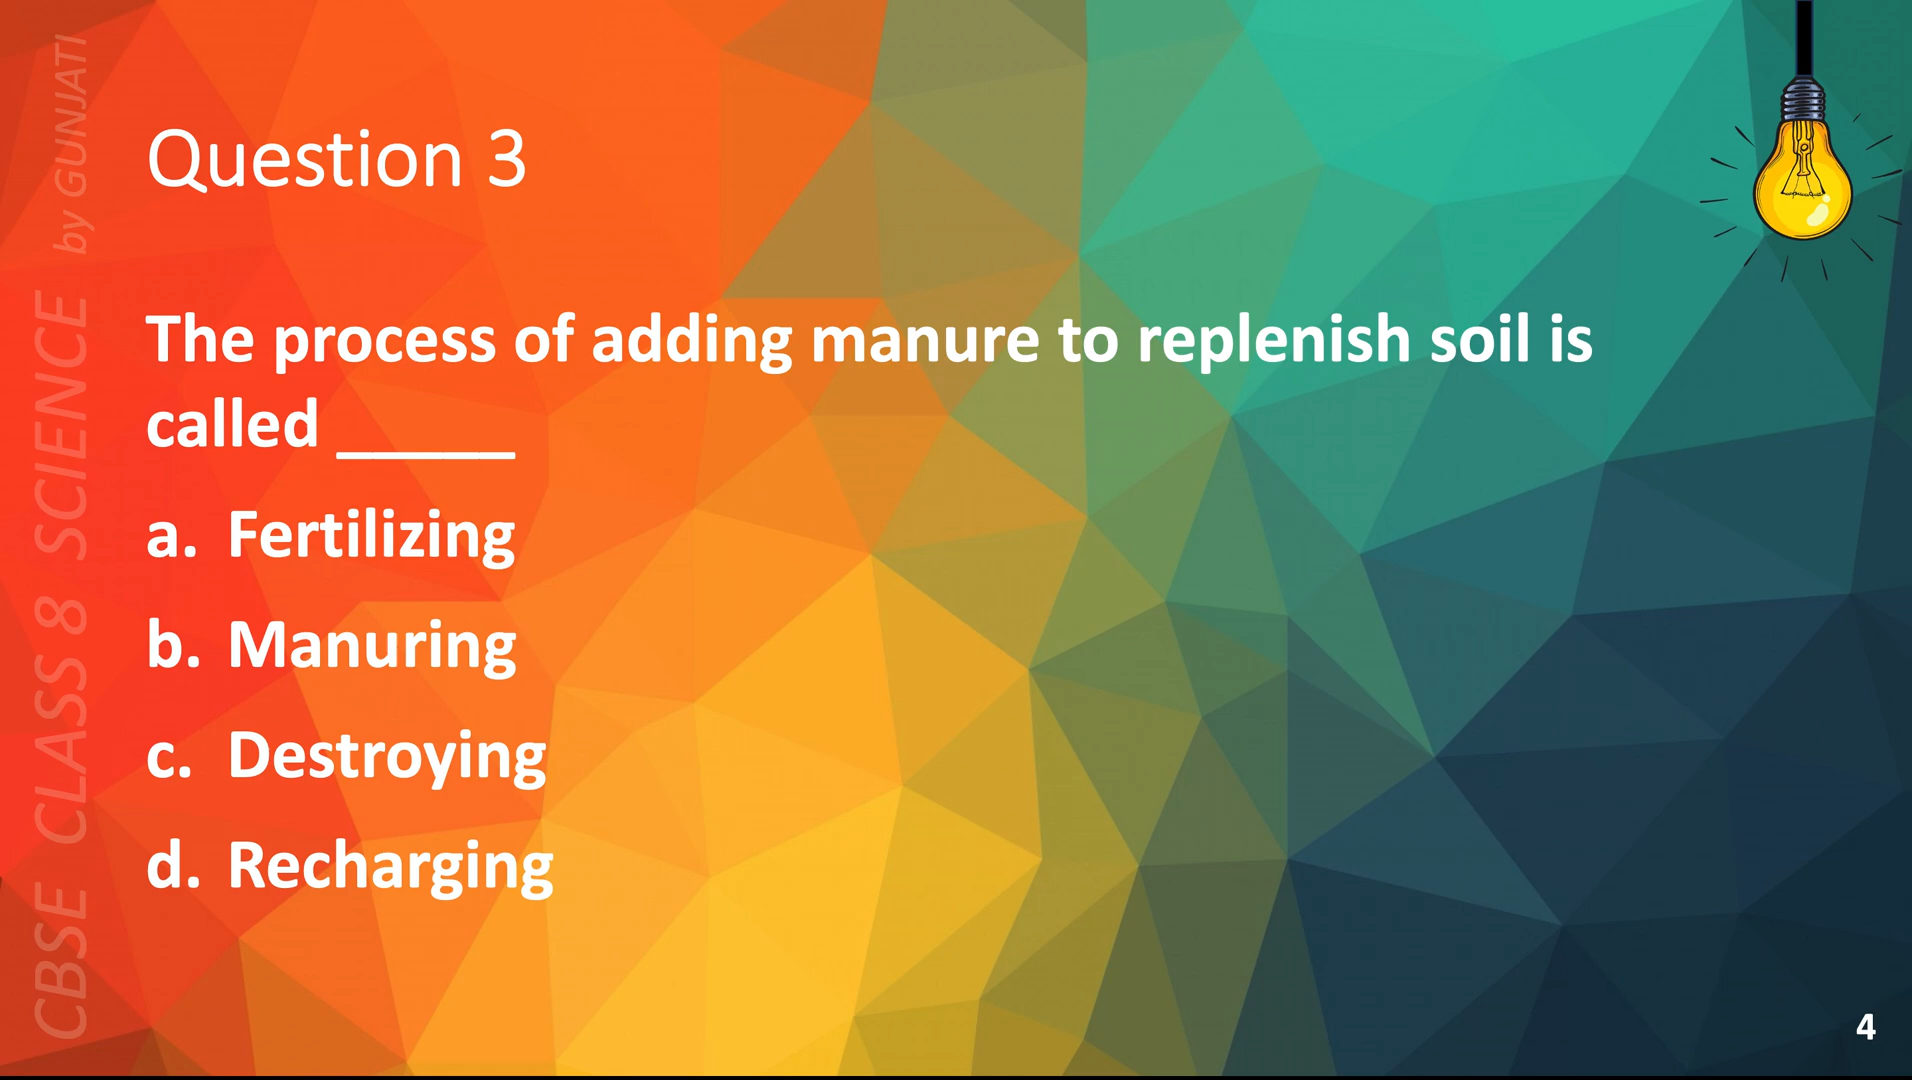 Question 3
The process of adding manure to replenish soil is
called _____
a. Fertilizing
b. Manuring
c. Destroying
d. Recharging
CBSE CLASS 8 SCIENCE by GUNJATI
4